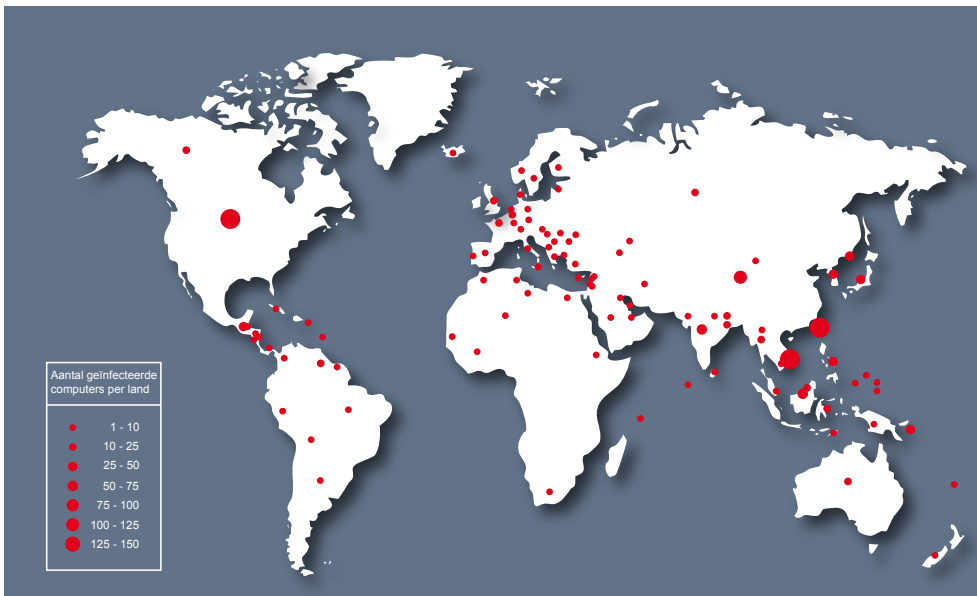 Aantal geïnfecteerde
computers per land
1 - 10
10 - 25
25 - 50
50 - 75
75 - 100
100 - 125
125 - 150